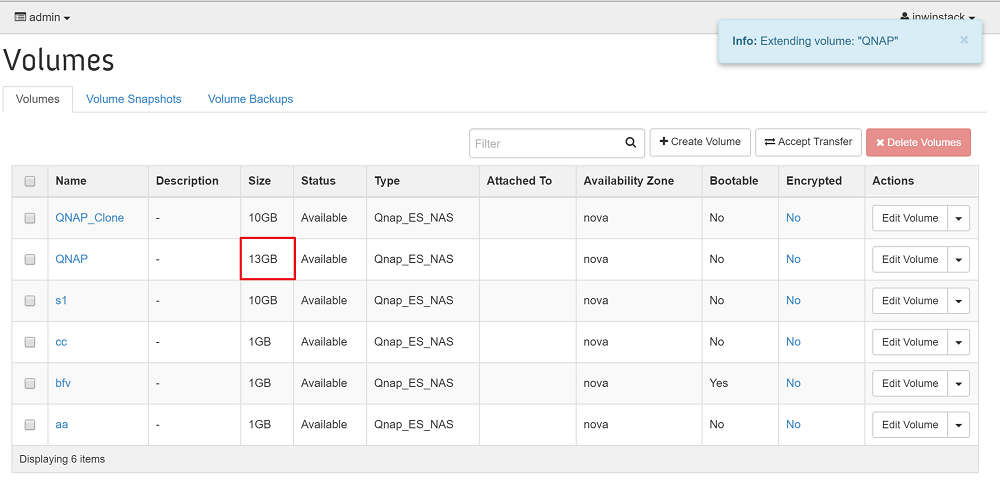 admin
inwinstack
Info: Extending volume: "QNAP" ×
Volumes
Volumes Volume Snapshots Volume Backups
Filter Create Volume Accept Transfer Delete Volumes
Name Description Size Status Type Attached To Availability Zone Bootable Encrypted Actions
QNAP_Clone - 10GB Available Qnap_ES_NAS nova No No Edit Volume
QNAP - 13GB Available Qnap_ES_NAS nova No No Edit Volume
s1 - 10GB Available Qnap_ES_NAS nova No No Edit Volume
cc - 1GB Available Qnap_ES_NAS nova No No Edit Volume
bfv - 1GB Available Qnap_ES_NAS nova Yes No Edit Volume
aa - 1GB Available Qnap_ES_NAS nova No No Edit Volume
Displaying 6 items